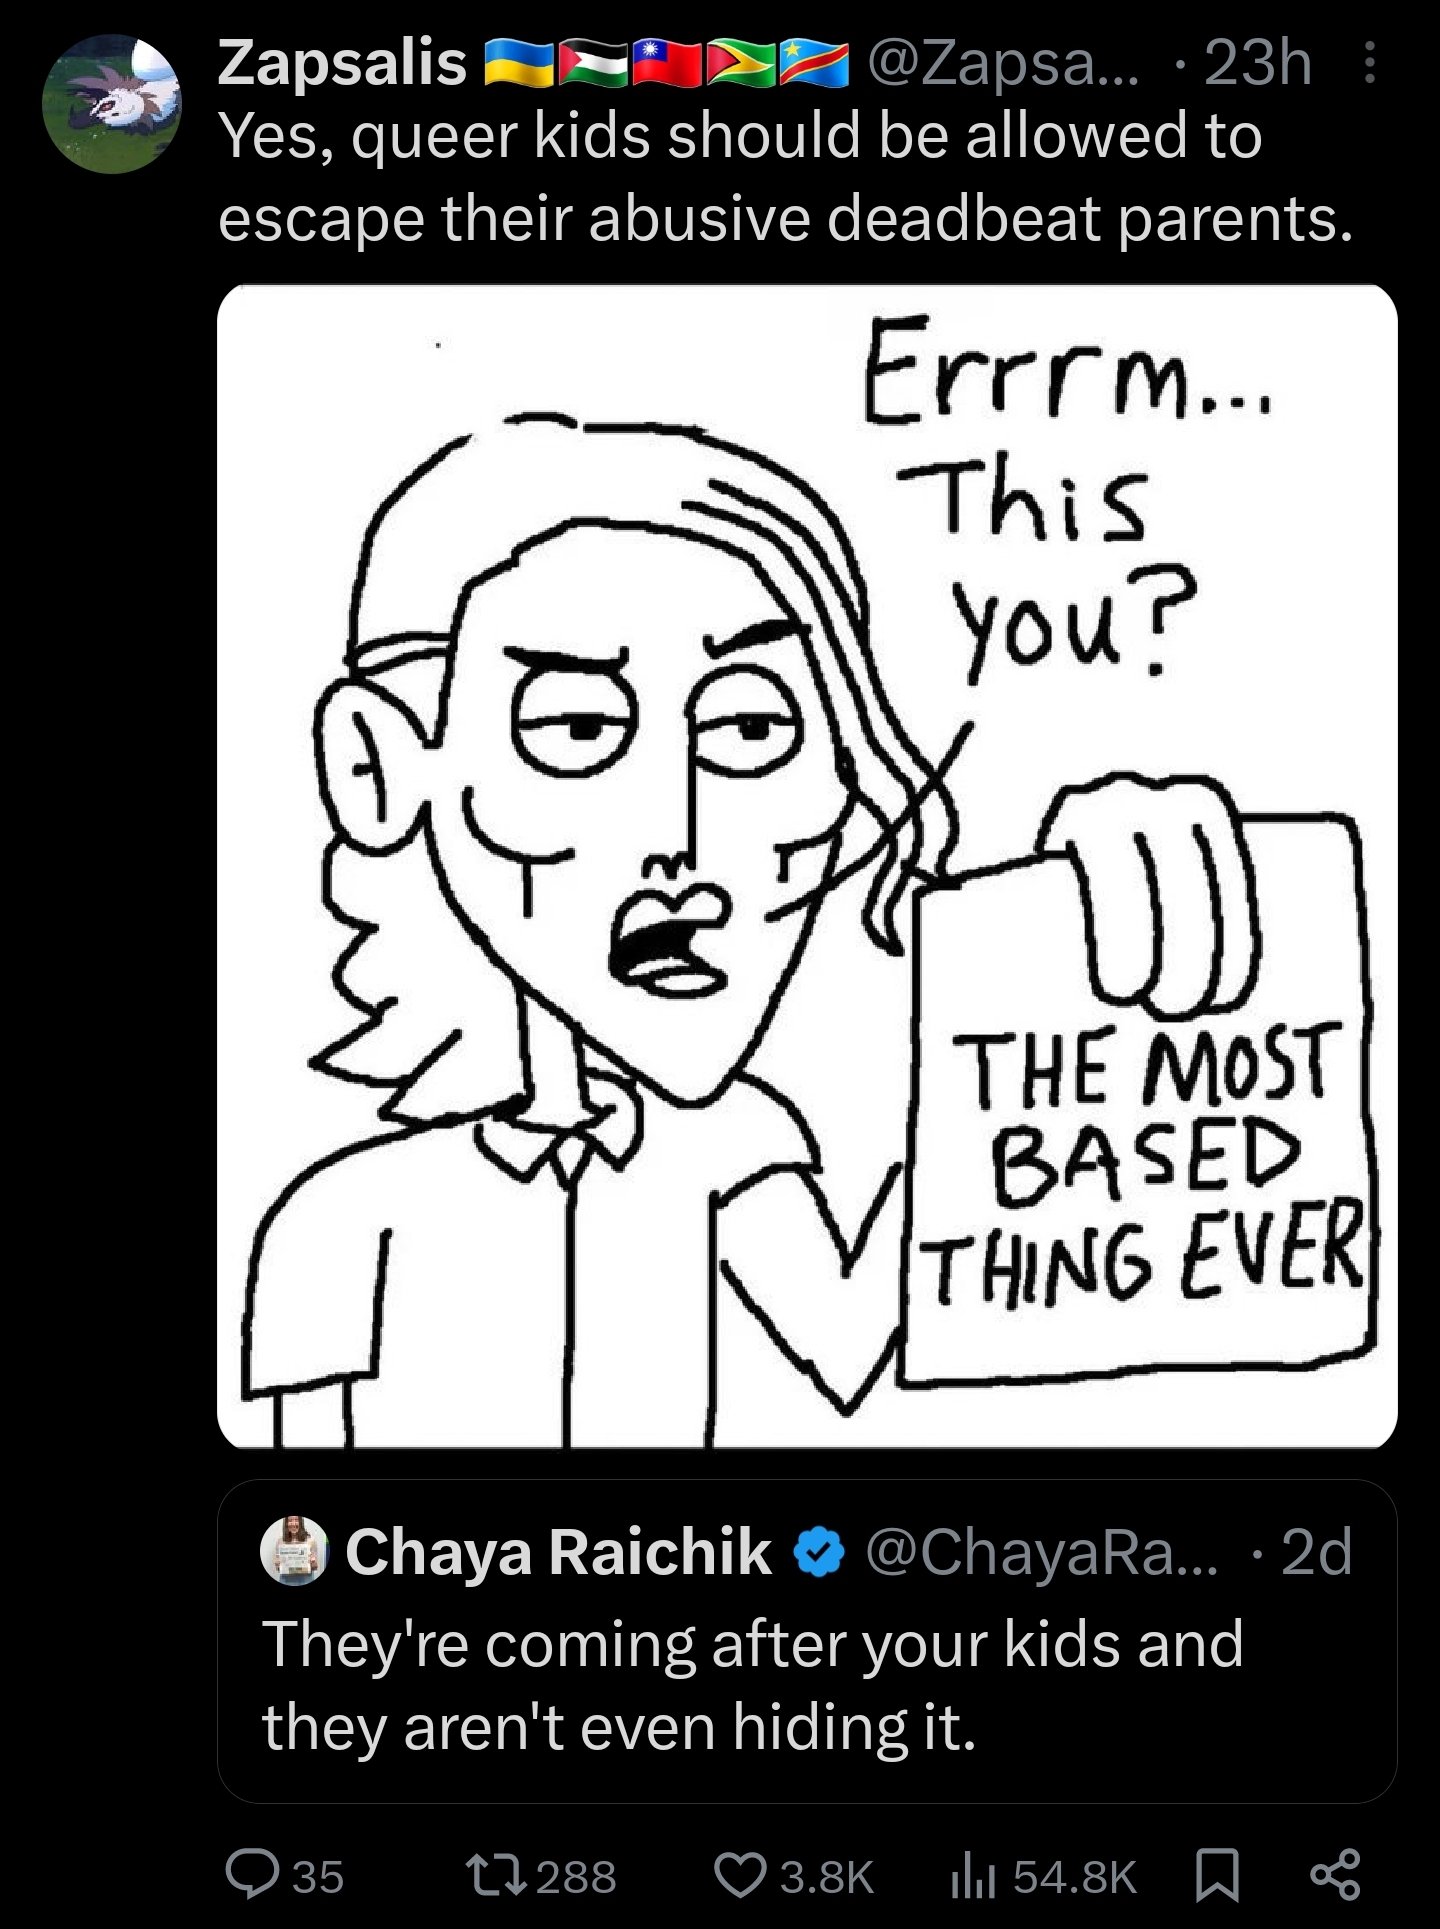 Zapsalis 🇺🇦🇵🇸🇹🇼🇬🇾🇨🇩 @Zapsa... · 23h
Yes, queer kids should be allowed to
escape their abusive deadbeat parents.
Errrm...
This
you?
THE MOST
BASED
THING EVER
Chaya Raichik @ChayaRa... · 2d
They're coming after your kids and
they aren't even hiding it.
35 288 3.8K 54.8K